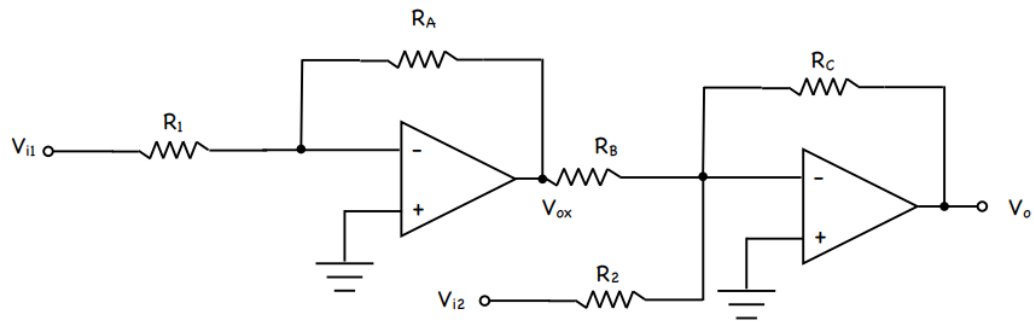 RA
RC
R1
Vi1
-
RB
-
+
Vox
Vo
+
R2
Vi2